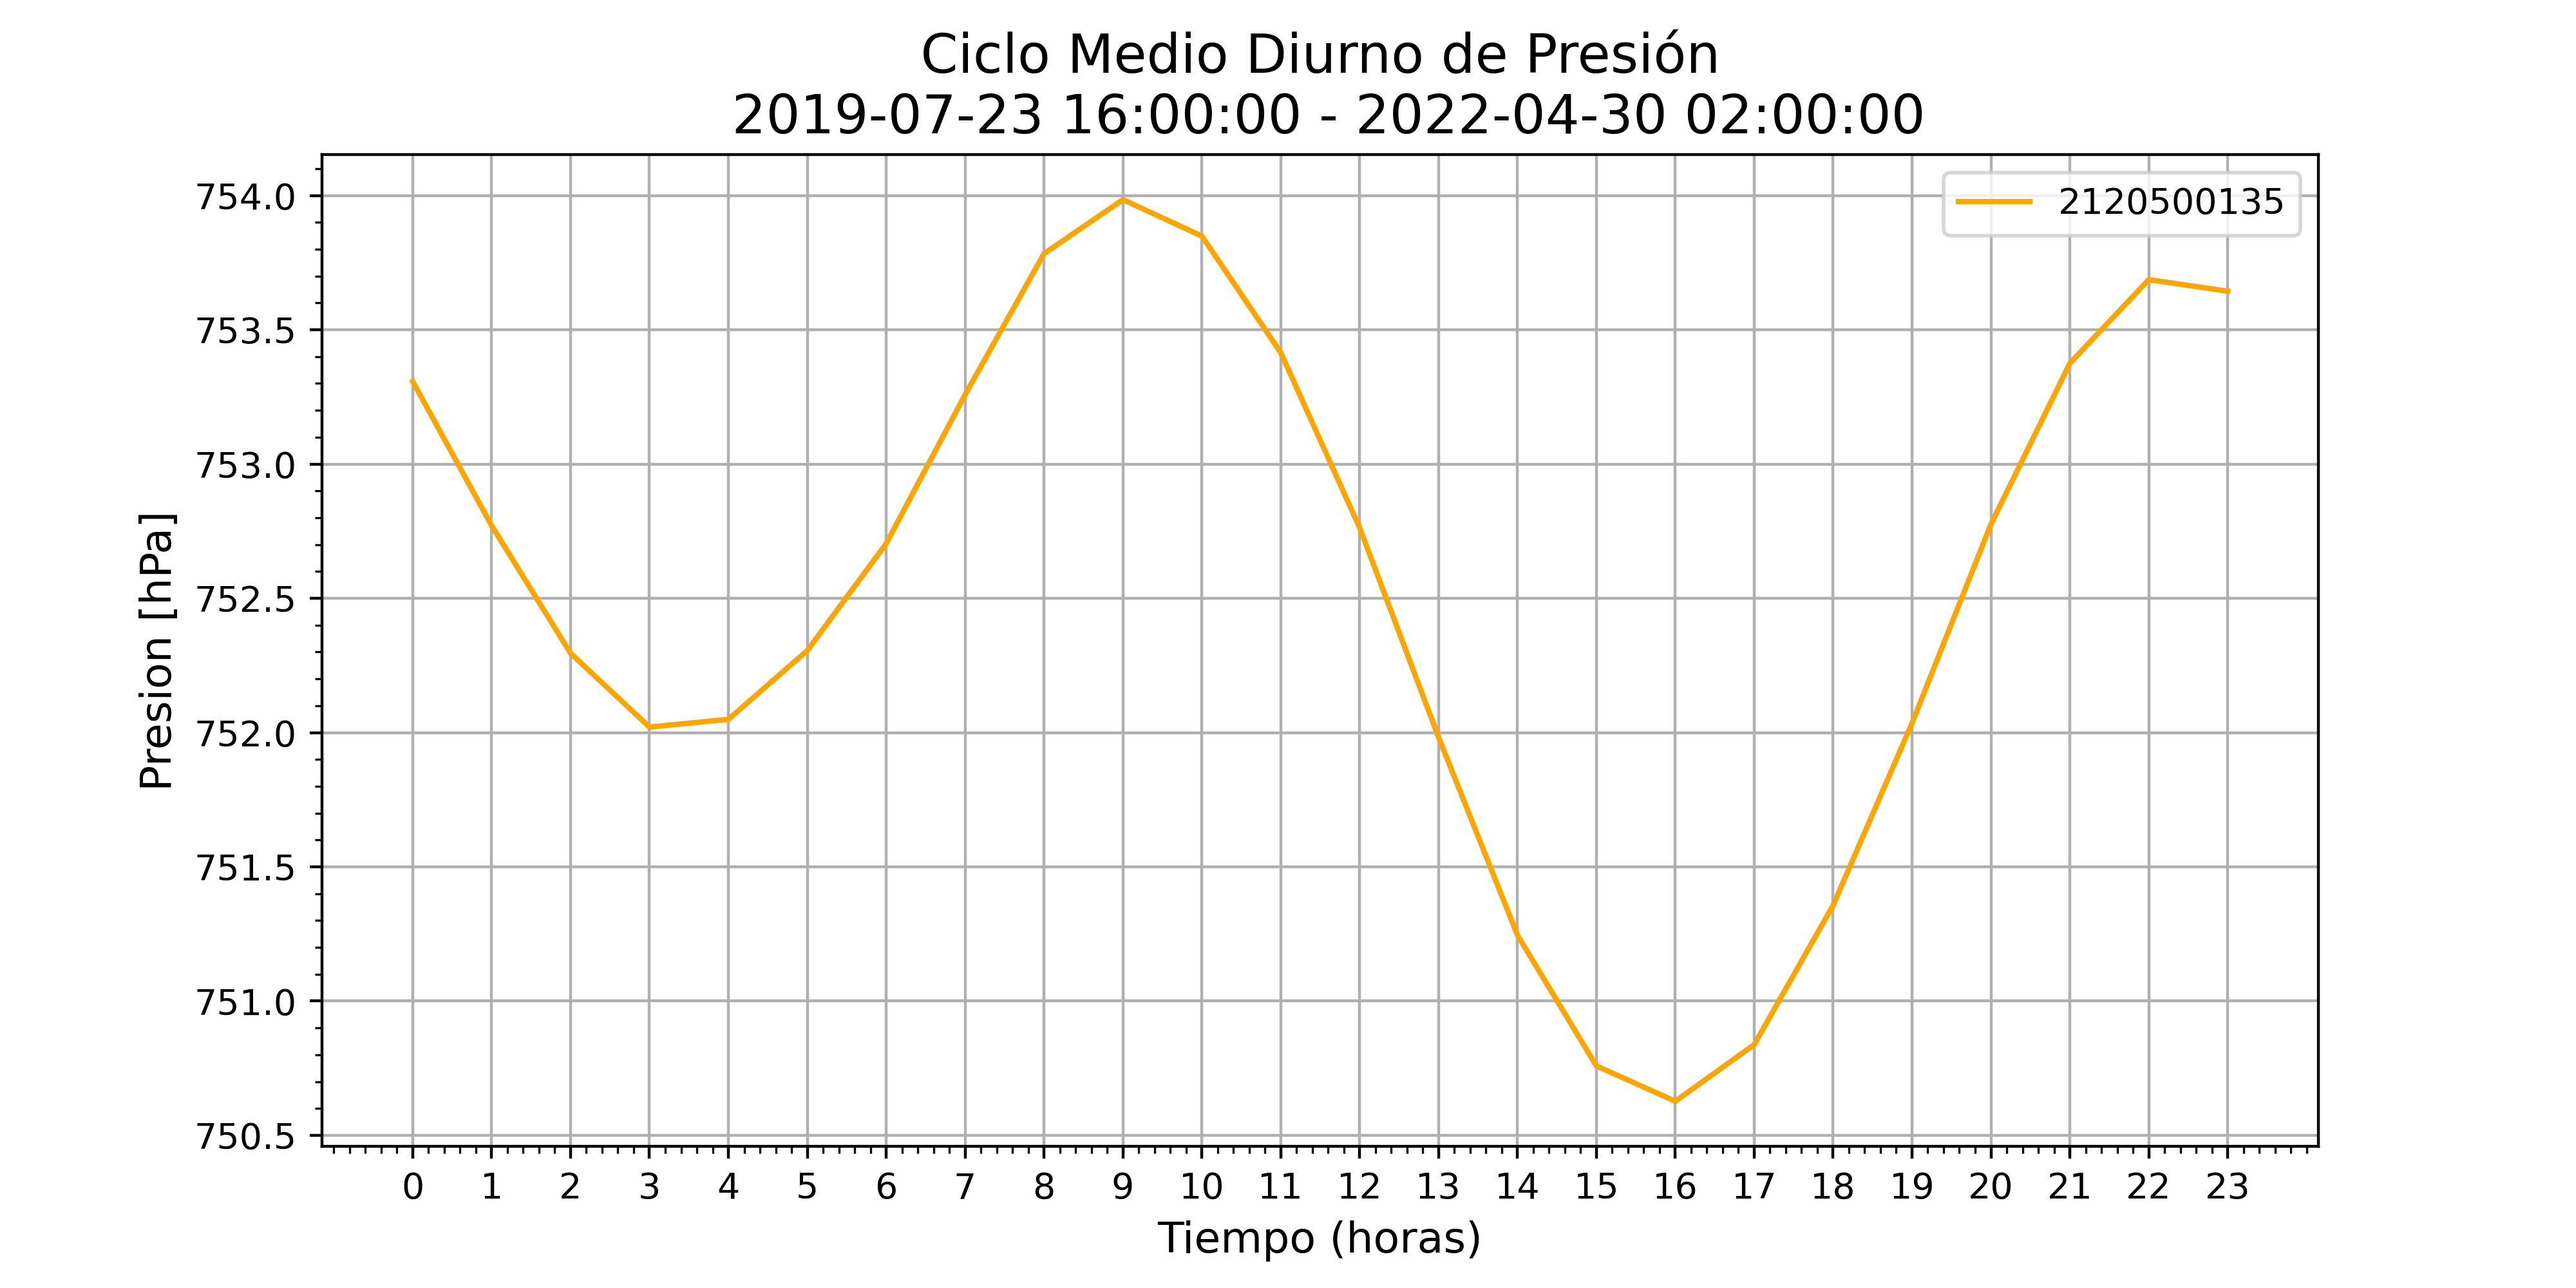 Ciclo Medio Diurno de Presión
2019-07-23 16:00:00 - 2022-04-30 02:00:00
2120500135
Presion [hPa]
754.0
753.5
753.0
752.5
752.0
751.5
751.0
750.5
0 1 2 3 4 5 6 7 8 9 10 11 12 13 14 15 16 17 18 19 20 21 22 23
Tiempo (horas)